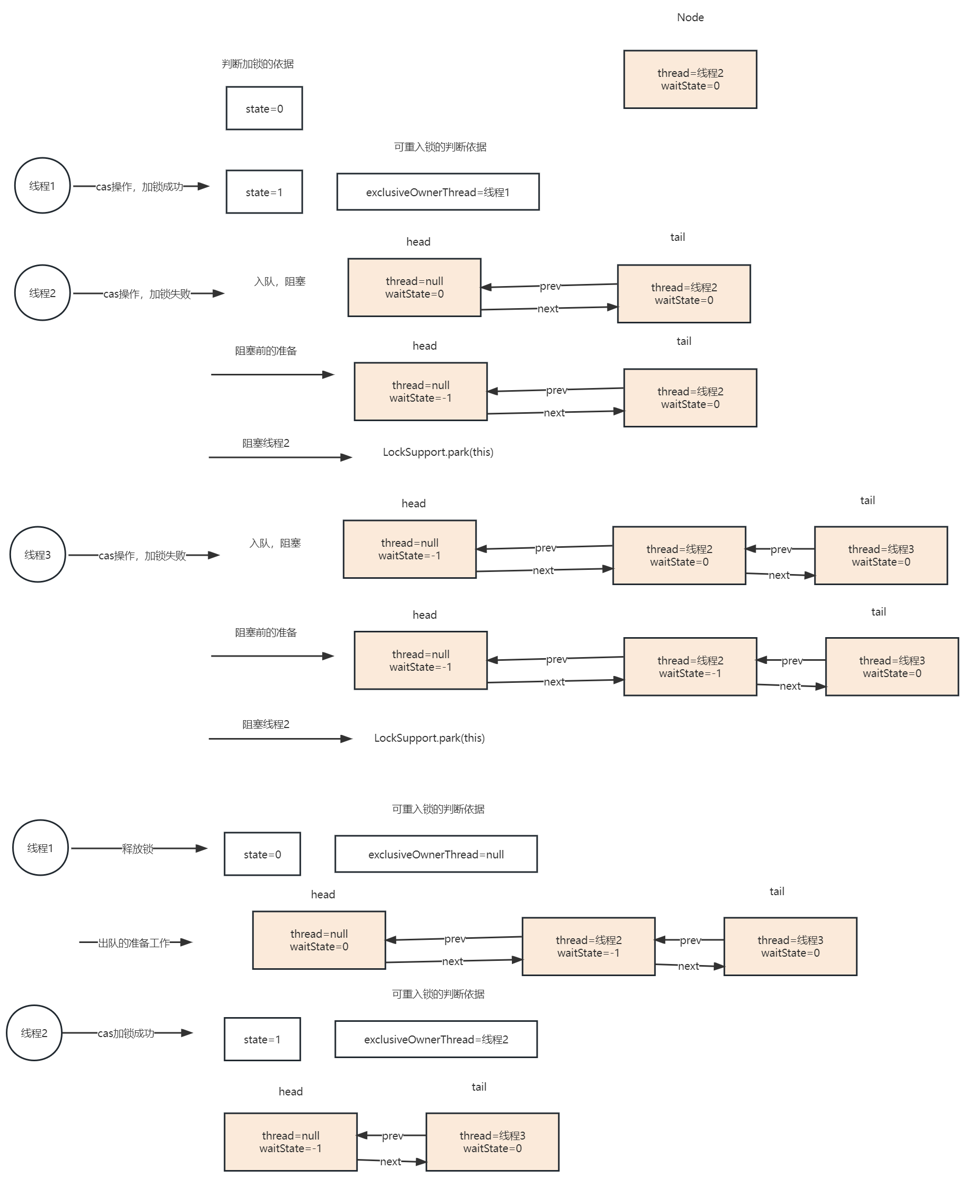 Node
thread=线程2
waitState=0
判断加锁的依据
state=0
可重入锁的判断依据
线程1
cas操作，加锁成功
state=1
exclusiveOwnerThread=线程1
head
tail
线程2
cas操作，加锁失败
入队，阻塞
thread=null
waitState=0
prev
next
thread=线程2
waitState=0
阻塞前的准备
head
tail
thread=null
waitState=-1
prev
next
thread=线程2
waitState=0
阻塞线程2
LockSupport.park(this)
head
tail
线程3
cas操作，加锁失败
入队，阻塞
thread=null
waitState=-1
prev
next
thread=线程2
waitState=0
prev
next
thread=线程3
waitState=0
阻塞前的准备
head
tail
thread=null
waitState=-1
prev
next
thread=线程2
waitState=-1
prev
next
thread=线程3
waitState=0
阻塞线程2
LockSupport.park(this)
可重入锁的判断依据
线程1
释放锁
state=0
exclusiveOwnerThread=null
head
tail
出队的准备工作
thread=null
waitState=0
prev
next
thread=线程2
waitState=-1
prev
next
thread=线程3
waitState=0
可重入锁的判断依据
线程2
cas加锁成功
state=1
exclusiveOwnerThread=线程2
head
tail
thread=null
waitState=-1
prev
next
thread=线程3
waitState=0